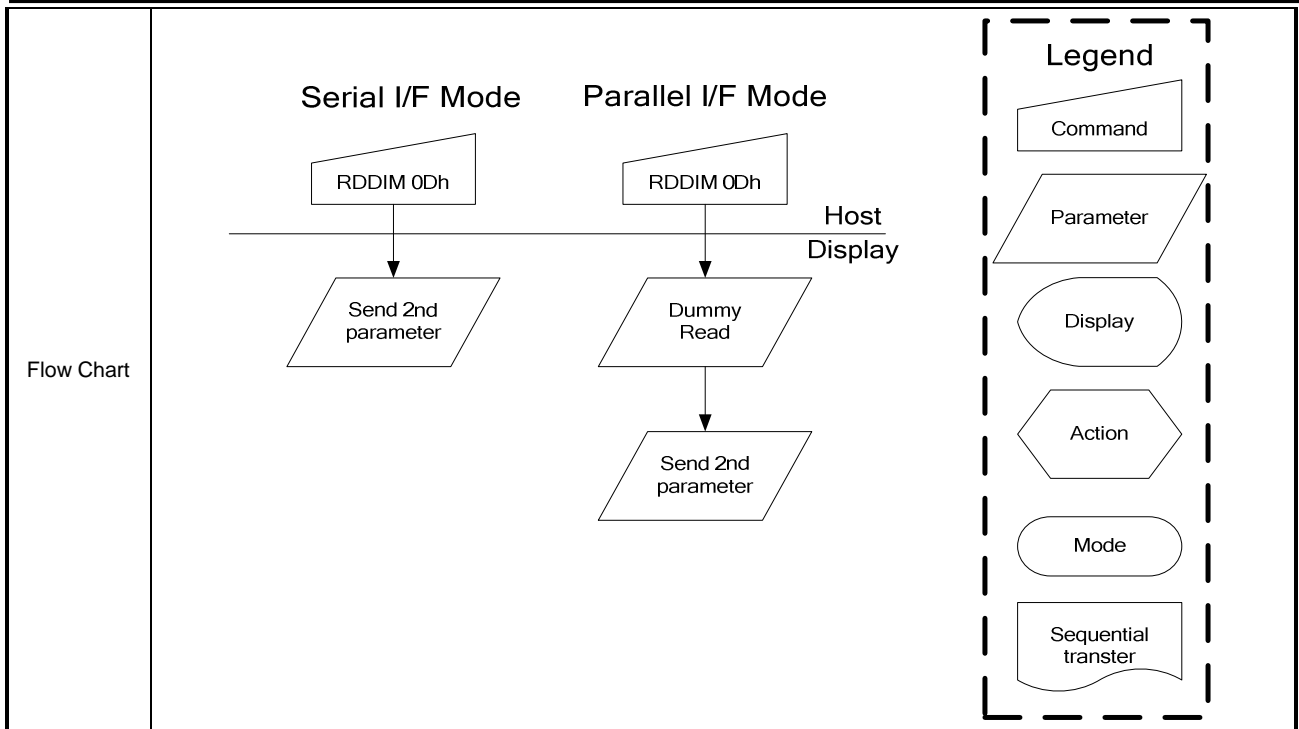 Flow Chart
Serial I/F Mode
RDDIM 0Dh
Send 2nd
parameter
Parallel I/F Mode
RDDIM 0Dh
Host
Display
Dummy
Read
Send 2nd
parameter
Legend
Command
Parameter
Display
Action
Mode
Sequential
transter